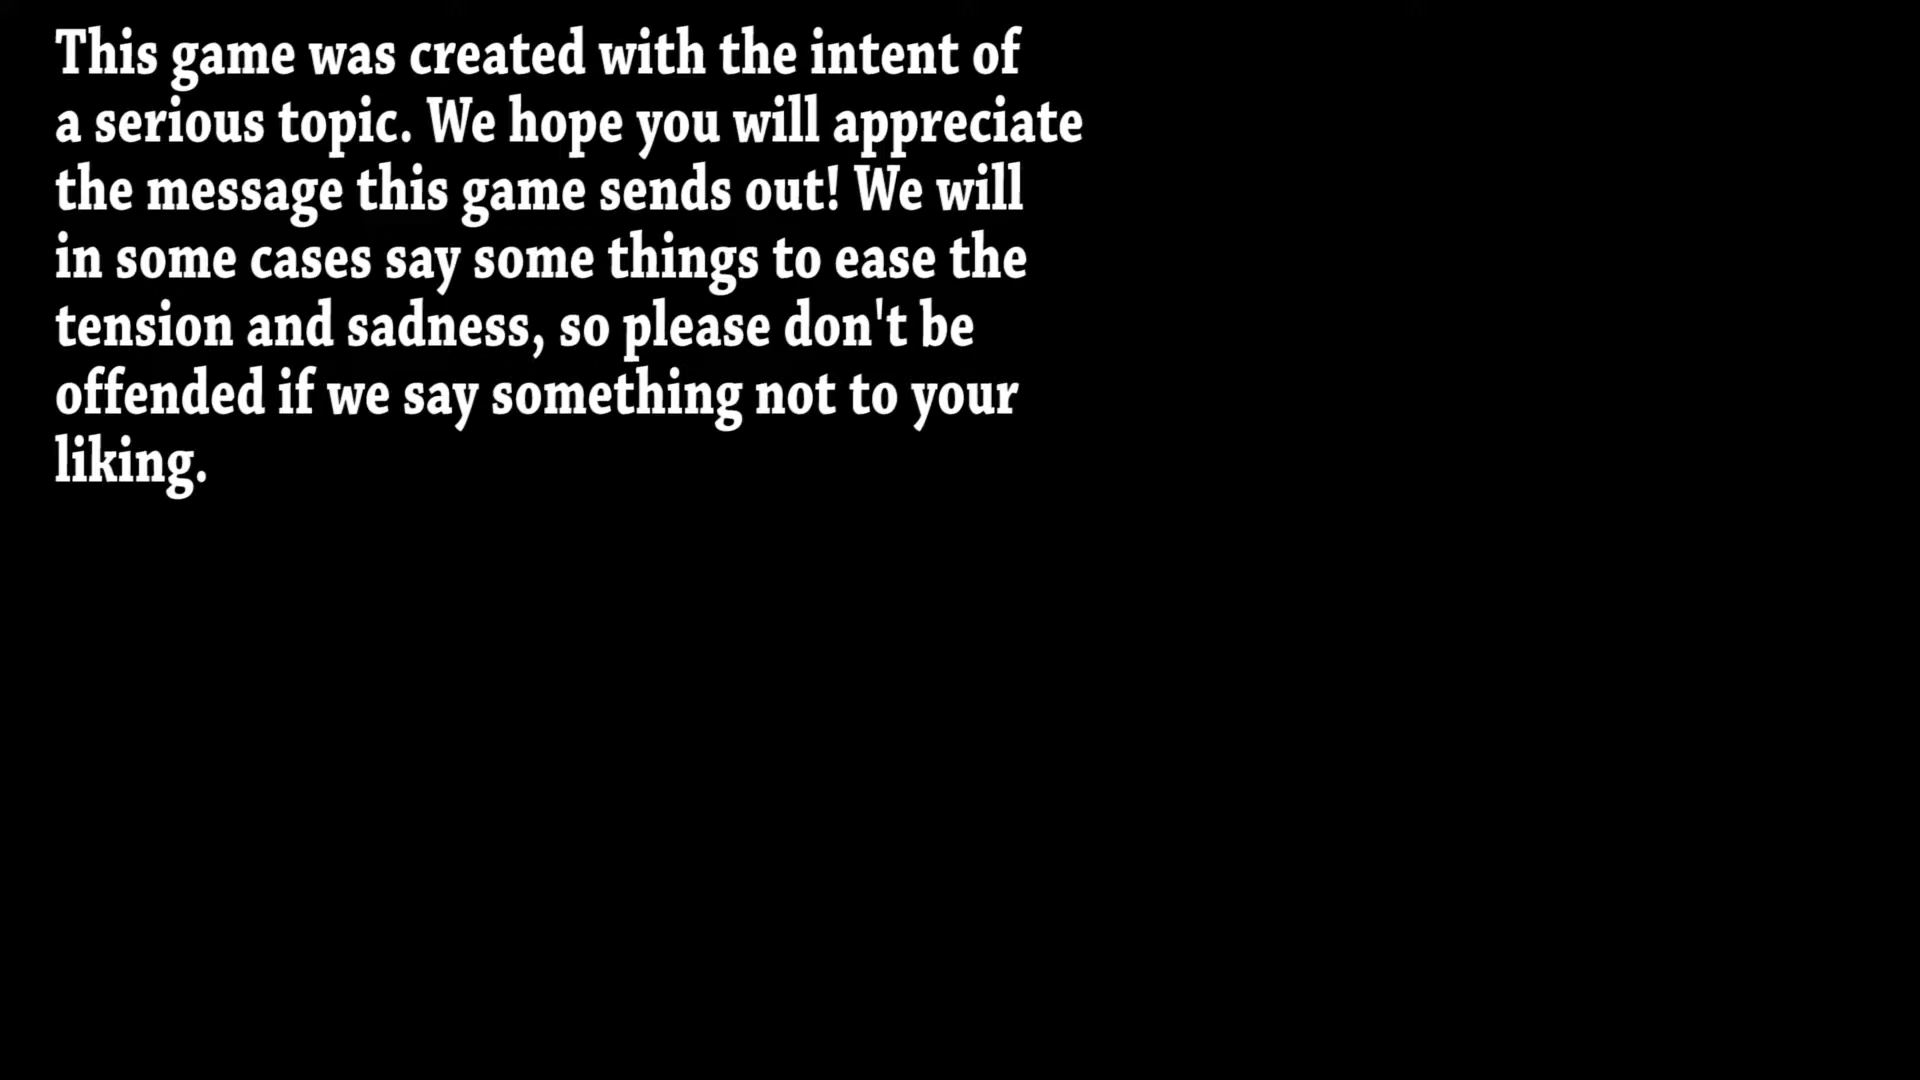 This game was created with the intent of
a serious topic. We hope you will appreciate
the message this game sends out! We will
in some cases say some things to ease the
tension and sadness, so please don't be
offended if we say something not to your
liking.